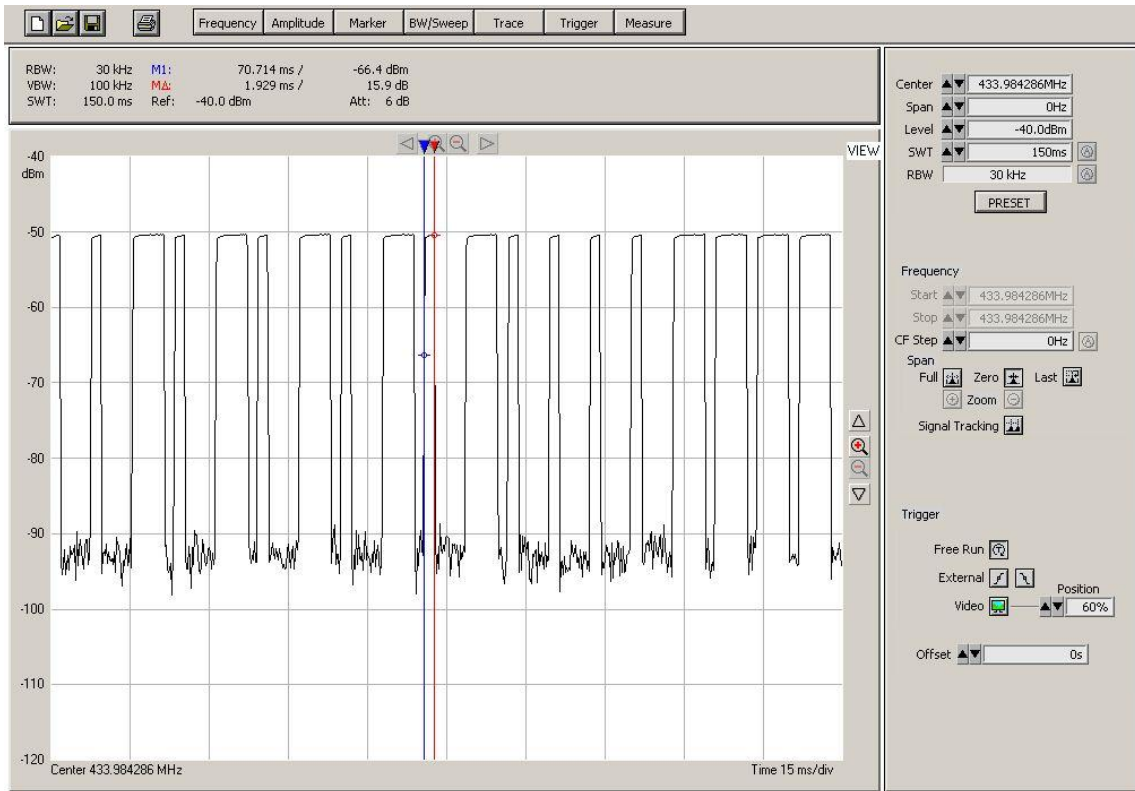 Frequency Amplitude Marker BW/Sweep Trace Trigger Measure
RBW: 30 kHz M1: 70.714 ms / -66.4 dBm
VBW: 100 kHz MΔ: 1.929 ms / 15.9 dB
SWT: 150.0 ms Ref: -40.0 dBm Att: 6 dB
VIEW
-40
dBm
-50
-60
-70
-80
-90
-100
-110
-120
Center 433.984286 MHz
Time 15 ms/div
Center 433.984286MHz
Span 0Hz
Level -40.0dBm
SWT 150ms
RBW 30 kHz
PRESET
Frequency
Start 433.984286MHz
Stop 433.984286MHz
CF Step 0Hz
Span
Full Zero Last
Zoom
Signal Tracking
Trigger
Free Run
External
Position
Video 60%
Offset 0s